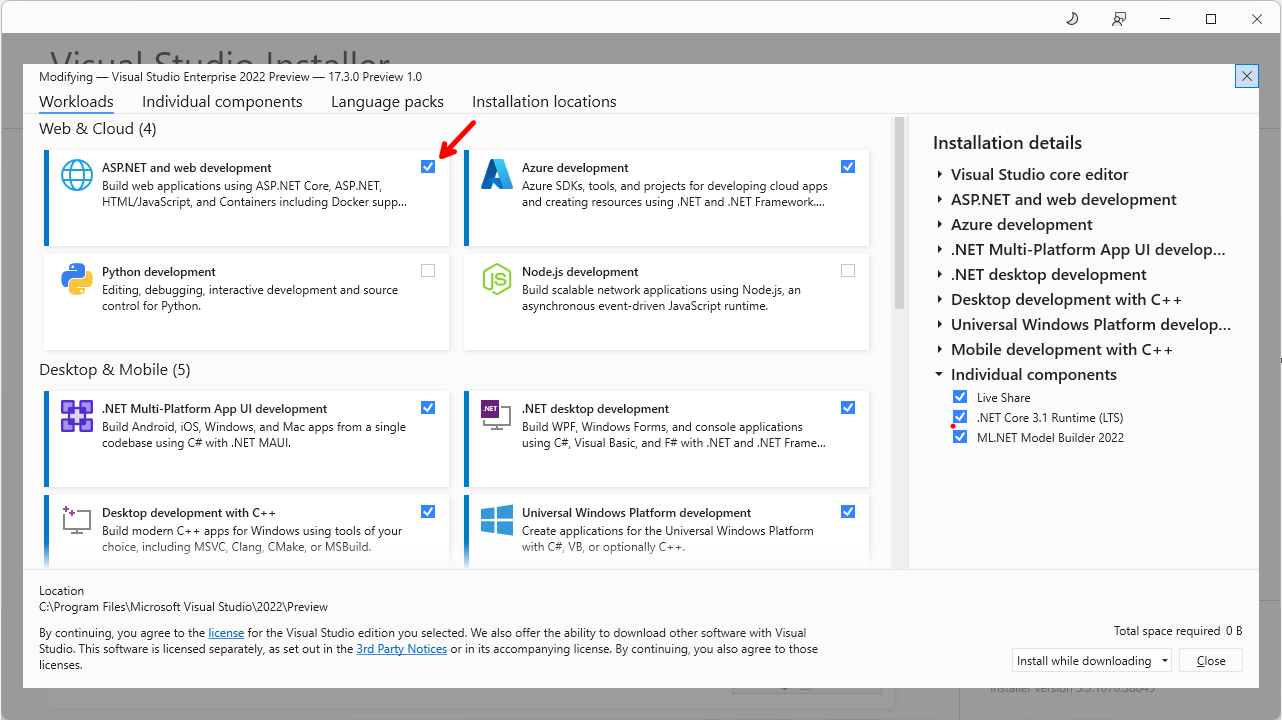 Visual Studio Installer
Modifying — Visual Studio Enterprise 2022 Preview — 17.3.0 Preview 1.0
Workloads
Individual components
Language packs
Installation locations
Web & Cloud (4)
ASP.NET and web development
Build web applications using ASP.NET Core, ASP.NET,
HTML/JavaScript, and Containers including Docker supp...
Azure development
Azure SDKs, tools, and projects for developing cloud apps
and creating resources using .NET and .NET Framework....
Python development
Editing, debugging, interactive development and source
control for Python.
Node.js development
Build scalable network applications using Node.js, an
asynchronous event-driven JavaScript runtime.
Desktop & Mobile (5)
.NET Multi-Platform App UI development
Build Android, iOS, Windows, and Mac apps from a single
codebase using C# with .NET MAUI.
.NET
.NET desktop development
Build WPF, Windows Forms, and console applications
using C#, Visual Basic, and F# with .NET and .NET Frame...
Desktop development with C++
Build modern C++ apps for Windows using tools of your
choice, including MSVC, Clang, CMake, or MSBuild.
Universal Windows Platform development
Create applications for the Universal Windows Platform
with C#, VB, or optionally C++.
Installation details
Visual Studio core editor
ASP.NET and web development
Azure development
.NET Multi-Platform App UI develop...
.NET desktop development
Desktop development with C++
Universal Windows Platform develop...
Mobile development with C++
Individual components
Live Share
.NET Core 3.1 Runtime (LTS)
ML.NET Model Builder 2022
Location
C:\Program Files\Microsoft Visual Studio\2022\Preview
By continuing, you agree to the license for the Visual Studio edition you selected. We also offer the ability to download other software with Visual
Studio. This software is licensed separately, as set out in the 3rd Party Notices or in its accompanying license. By continuing, you also agree to those
licenses.
Total space required 0 B
Install while downloading
Close